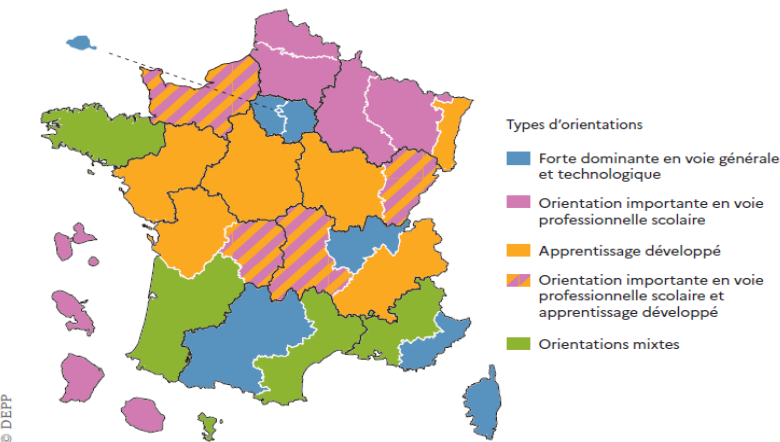 Types d'orientations
Forte dominante en voie générale
et technologique
Orientation importante en voie
professionnelle scolaire
Apprentissage développé
Orientation importante en voie
professionnelle scolaire et
apprentissage développé
Orientations mixtes
© DEPP